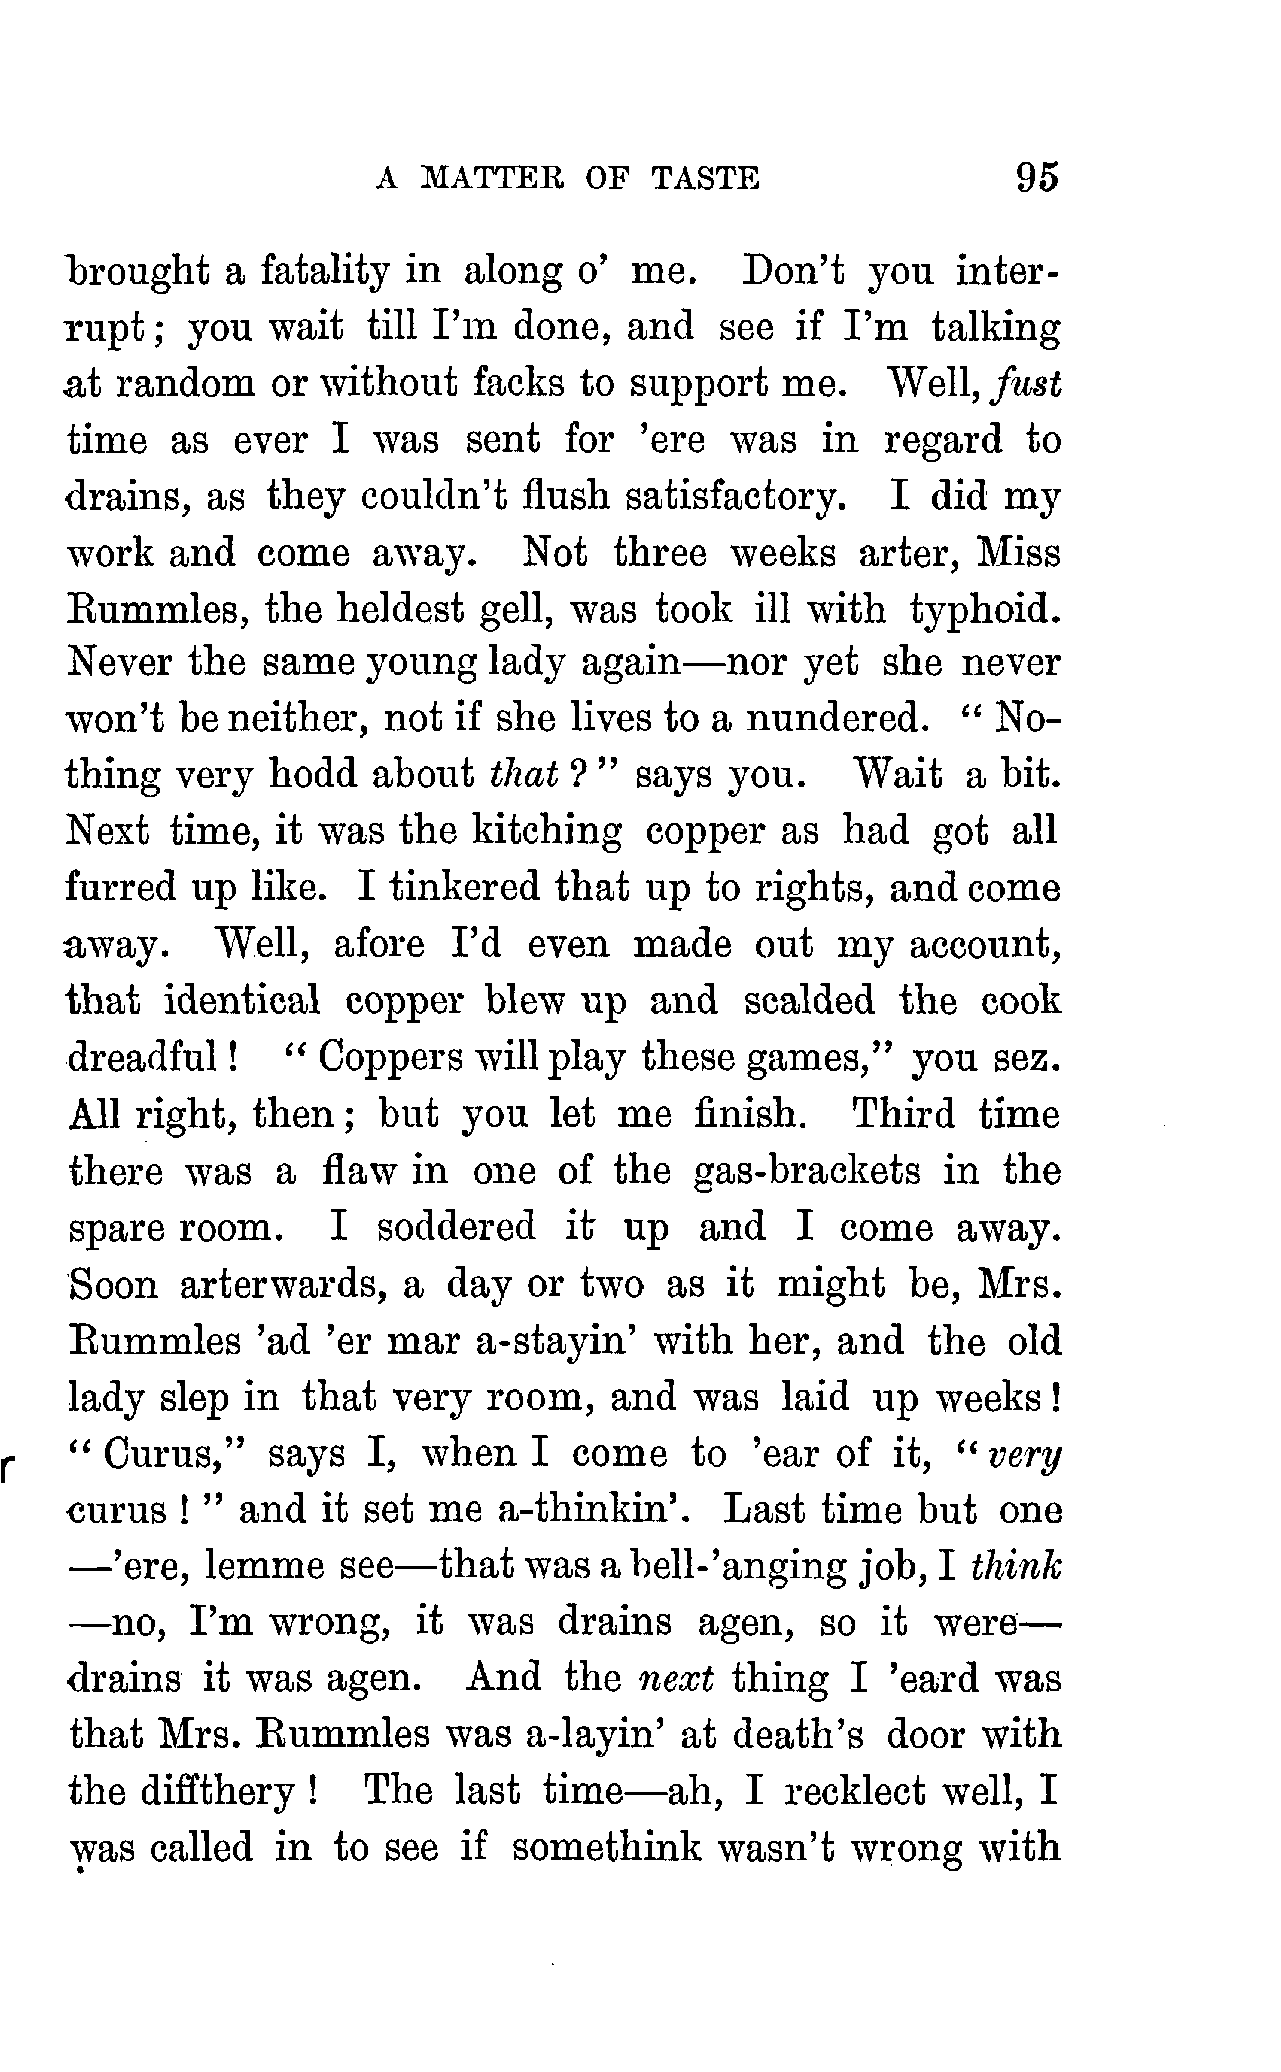 A MATTER OF TASTE 95
brought a fatality in along o' me. Don't you inter-
rupt; you wait till I'm done, and see if I'm talking
at random or without facks to support me. Well, fust
time as ever I was sent for 'ere was in regard to
drains, as they couldn't flush satisfactory. I did my
work and come away. Not three weeks arter, Miss
Rummles, the heldest gell, was took ill with typhoid.
Never the same young lady again—nor yet she never
won't be neither, not if she lives to a nundered. "No-
thing very hodd about that?" says you. Wait a bit.
Next time, it was the kitching copper as had got all
furred up like. I tinkered that up to rights, and come
away. Well, afore I'd even made out my account,
that identical copper blew up and scalded the cook
dreadful! "Coppers will play these games," you sez.
All right, then; but you let me finish. Third time
there was a flaw in one of the gas-brackets in the
spare room. I soddered it up and I come away.
Soon arterwards, a day or two as it might be, Mrs.
Rummles 'ad 'er mar a-stayin' with her, and the old
lady slep in that very room, and was laid up weeks!
"Curus," says I, when I come to 'ear of it, "very
curus!" and it set me a-thinkin'. Last time but one
—'ere, lemme see—that was a bell-'anging job, I think
—no, I'm wrong, it was drains agen, so it were—
drains it was agen. And the next thing I 'eard was
that Mrs. Rummles was a-layin' at death's door with
the diffthery! The last time—ah, I recklect well, I
was called in to see if somethink wasn't wrong with